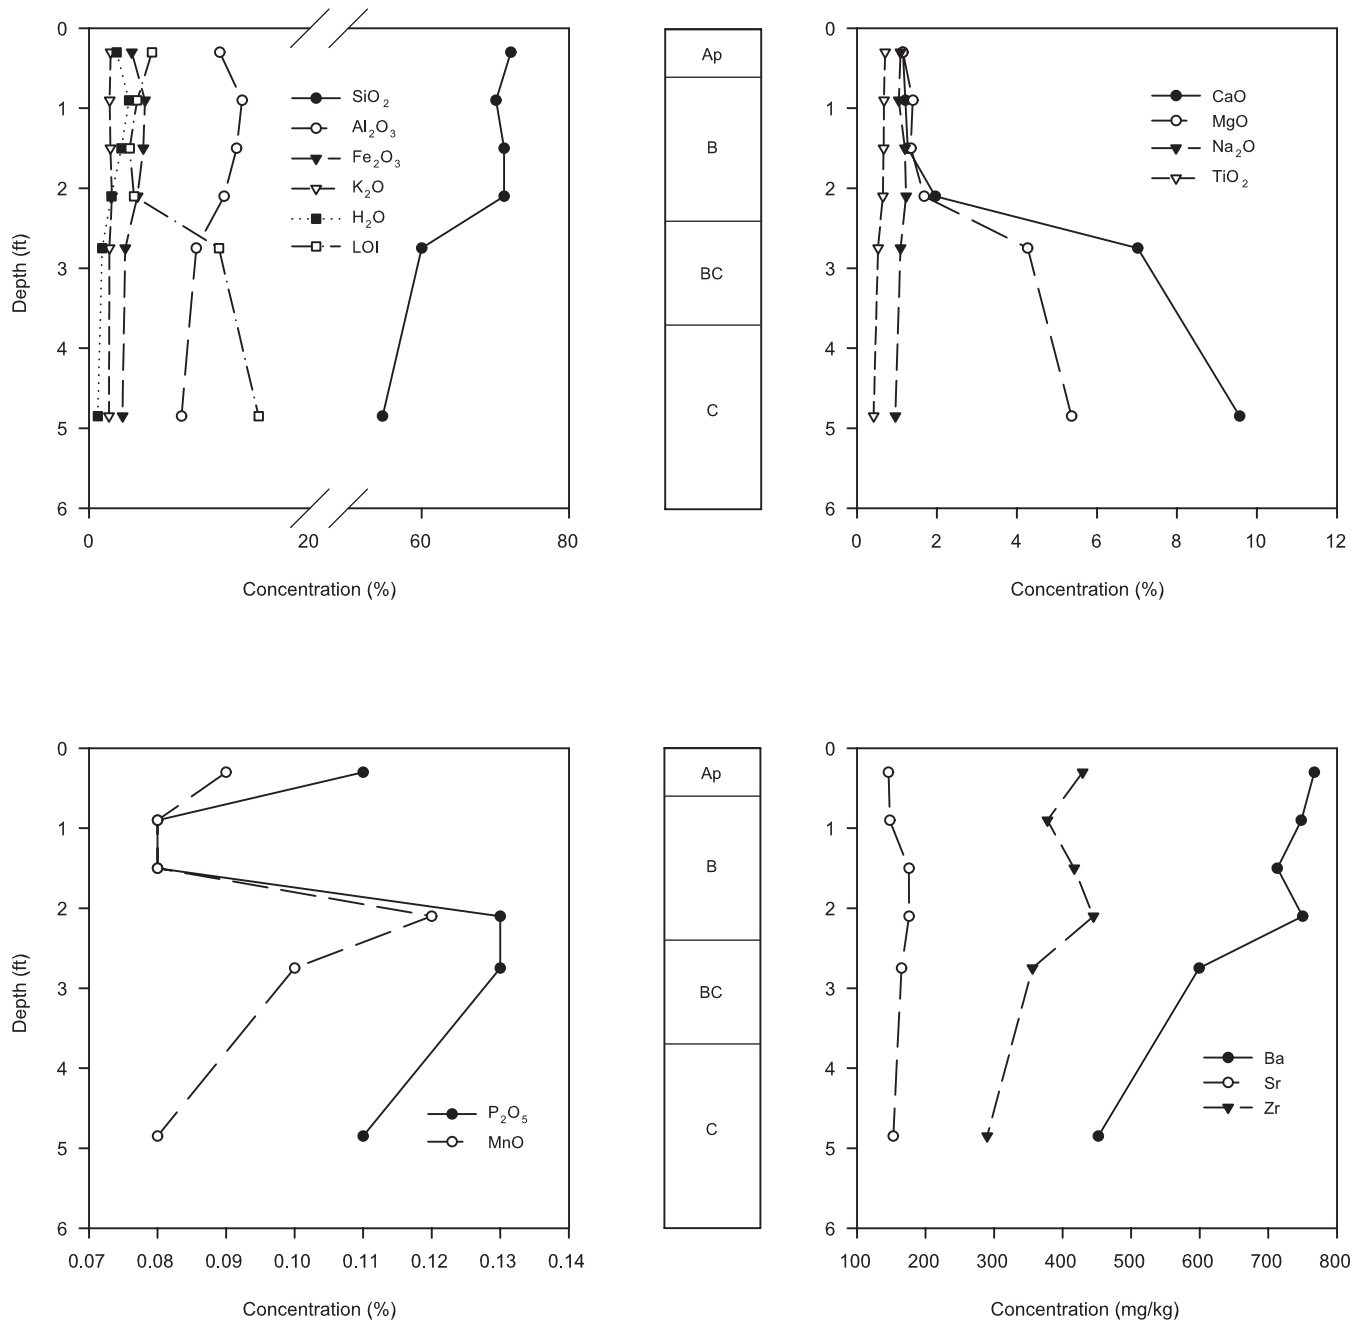 0
1
2
3
4
5
6
Depth (ft)
0
20
60
80
Concentration (%)
SiO₂
Al₂O₃
Fe₂O₃
K₂O
H₂O
LOI
Ap
B
BC
C
0
1
2
3
4
5
6
0
2
4
6
8
10
12
Concentration (%)
CaO
MgO
Na₂O
TiO₂
0
1
2
3
4
5
6
Depth (ft)
0.07
0.08
0.09
0.10
0.11
0.12
0.13
0.14
Concentration (%)
P₂O₅
MnO
Ap
B
BC
C
0
1
2
3
4
5
6
100
200
300
400
500
600
700
800
Concentration (mg/kg)
Ba
Sr
Zr